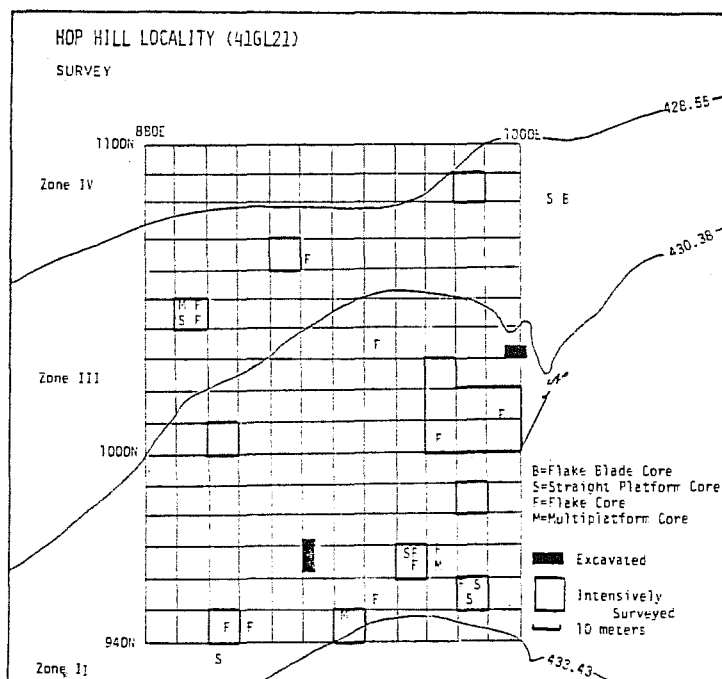 HOP HILL LOCALITY (41GL21)
SURVEY
428.55
880E
1000E
1100N
Zone IV
S E
430.38
F
M F
S F
F
Zone III
F
F
1000N
B=Flake Blade Core
S=Straight Platform Core
F=Flake Core
M=Multiplatform Core
SF F
F M
Excavated
F S
F S
Intensively
Surveyed
M
F F
10 meters
940N
S
433.43
Zone II